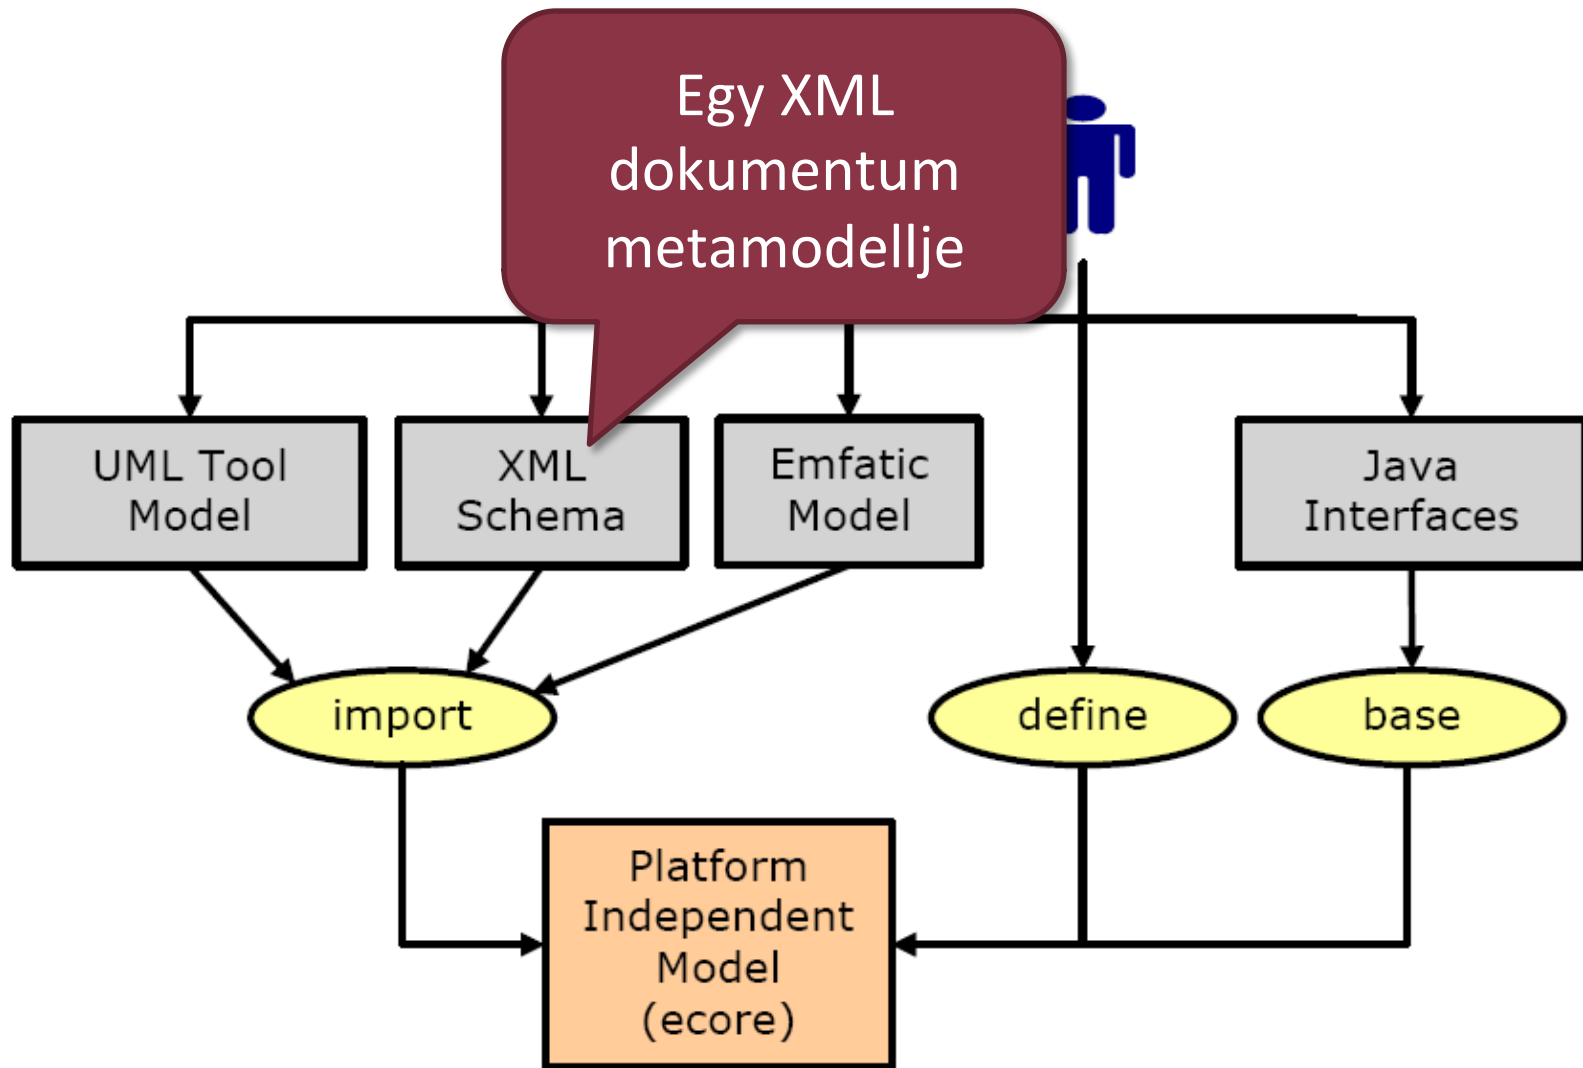 Egy XML
dokumentum
metamodellje
UML Tool
Model
XML
Schema
Emfatic
Model
Java
Interfaces
import
define
base
Platform
Independent
Model
(ecore)